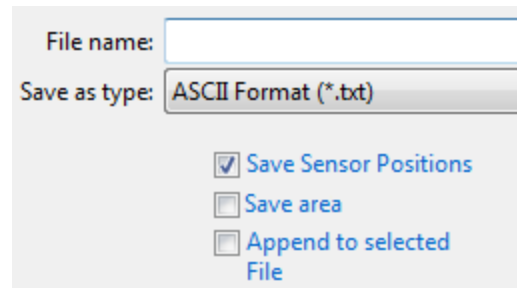 File name:
Save as type: ASCII Format (*.txt)
Save Sensor Positions
Save area
Append to selected
File